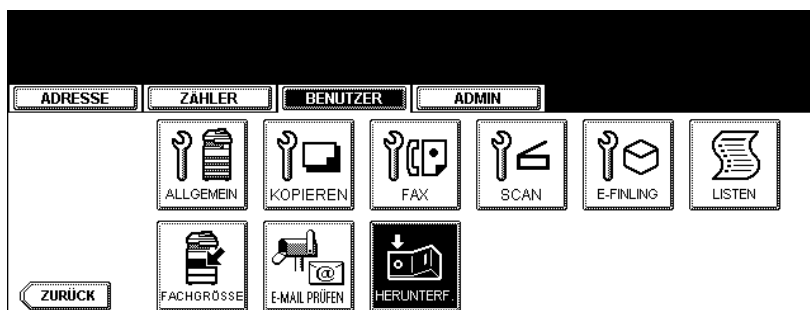 ADRESSE ZÄHLER BENUTZER ADMIN
ALLGEMEIN KOPIEREN FAX SCAN E-FINLING LISTEN
FACHGRÖSSE E-MAIL PRÜFEN HERUNTERF.
ZURÜCK